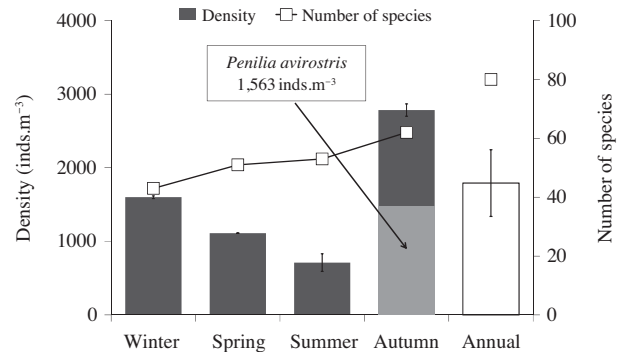 Density Number of species
4000
3000
2000
1000
0
Density (inds.m⁻³)
Penilia avirostris
1,563 inds.m⁻³
100
80
60
40
20
0
Number of species
Winter Spring Summer Autumn Annual